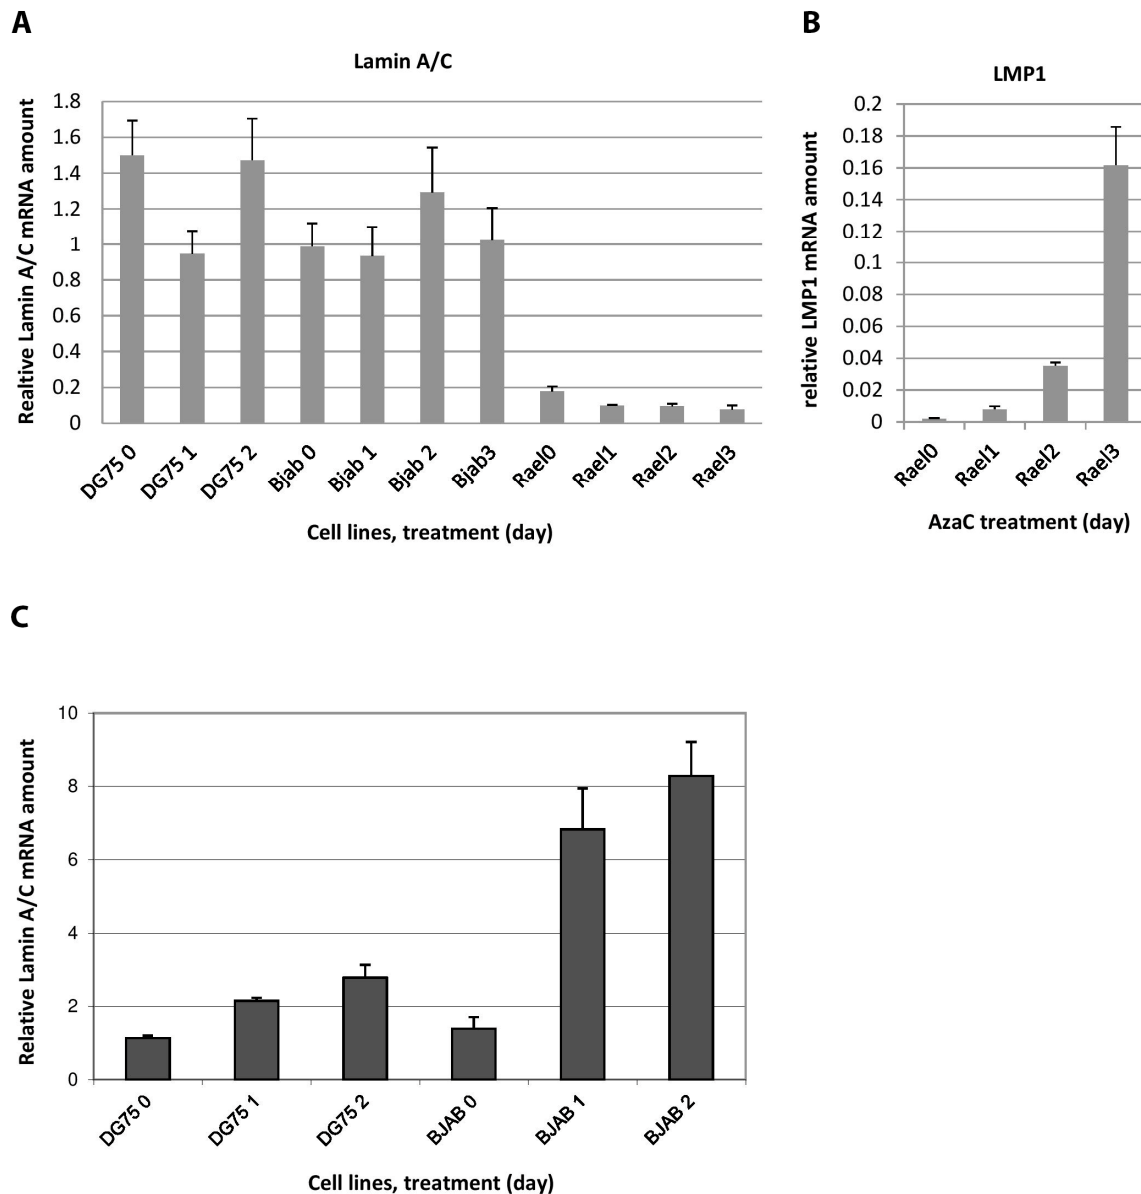 A
Lamin A/C
Realtive Lamin A/C mRNA amount
1.8
1.6
1.4
1.2
1
0.8
0.6
0.4
0.2
0
DG75 0
DG75 1
DG75 2
Bjab 0
Bjab 1
Bjab 2
Bjab3
Rael0
Rael1
Rael2
Rael3
Cell lines, treatment (day)
B
LMP1
relative LMP1 mRNA amount
0.2
0.18
0.16
0.14
0.12
0.1
0.08
0.06
0.04
0.02
0
Rael0
Rael1
Rael2
Rael3
AzaC treatment (day)
C
Relative Lamin A/C mRNA amount
10
8
6
4
2
0
DG75 0
DG75 1
DG75 2
BJAB 0
BJAB 1
BJAB 2
Cell lines, treatment (day)